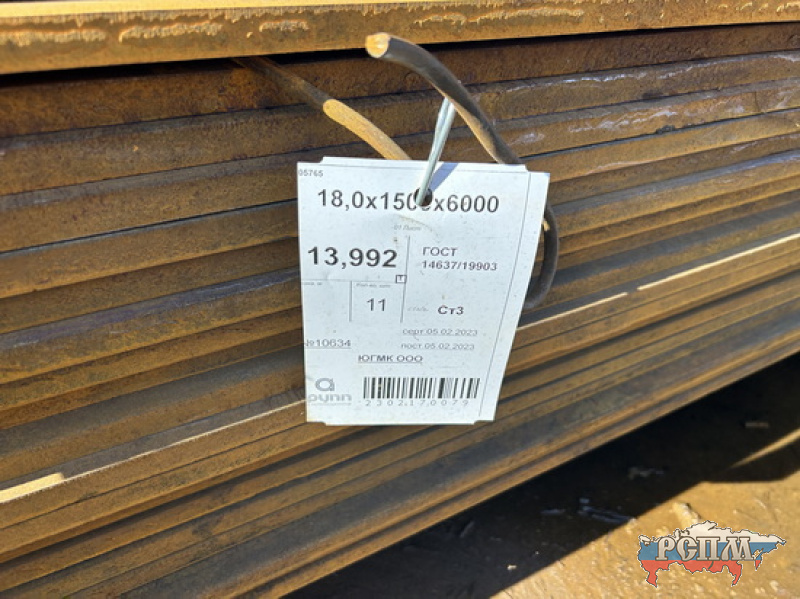 05765
18,0х1500х6000
13,992
ГОСТ
14637/19903
т
11
Ст3
серт 05.02.2023
№10634
пост 05.02.2023
ЮГМК ООО
2302170079
РСПМ